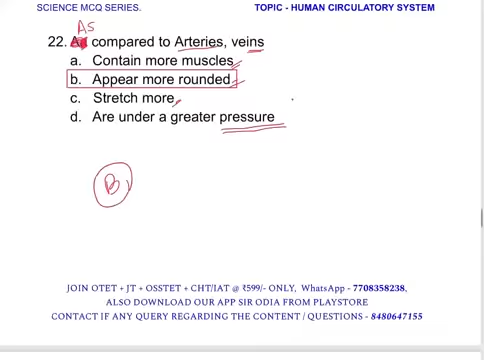 SCIENCE MCQ SERIES. TOPIC - HUMAN CIRCULATORY SYSTEM
AS
22. compared to Arteries, veins
a. Contain more muscles
b. Appear more rounded
c. Stretch more
d. Are under a greater pressure
B
JOIN OTET + JT + OSSTET + CHT/IAT @ ₹599/- ONLY, WhatsApp - 7708358238,
ALSO DOWNLOAD OUR APP SIR ODIA FROM PLAYSTORE
CONTACT IF ANY QUERY REGARDING THE CONTENT / QUESTIONS - 8480647155